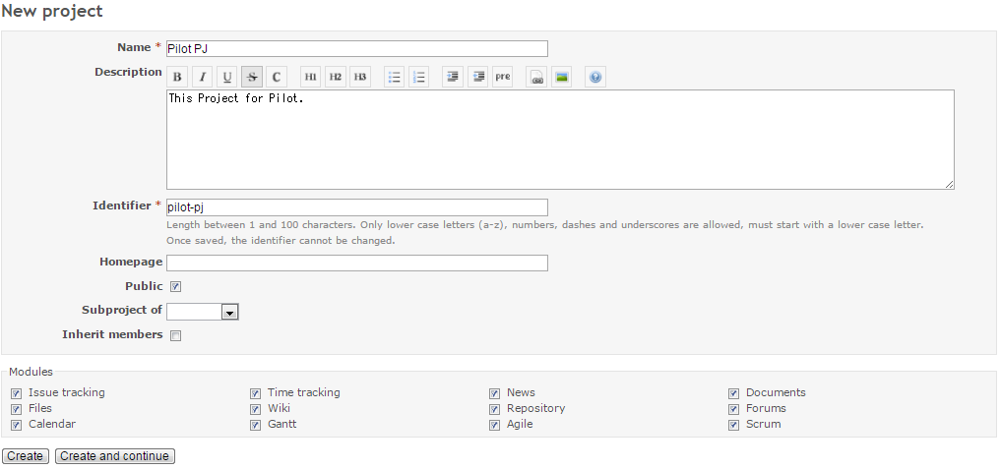 New project
Name * Pilot PJ
Description B I U S C H1 H2 H3 pre
This Project for Pilot.
Identifier * pilot-pj
Length between 1 and 100 characters. Only lower case letters (a-z), numbers, dashes and underscores are allowed, must start with a lower case letter.
Once saved, the identifier cannot be changed.
Homepage
Public
Subproject of
Inherit members
Modules
Issue tracking Time tracking News Documents
Files Wiki Repository Forums
Calendar Gantt Agile Scrum
Create Create and continue